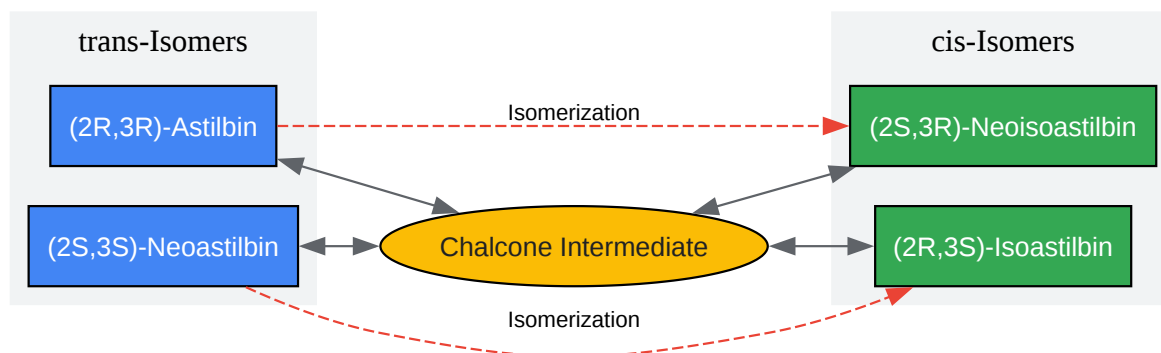 trans-Isomers
cis-Isomers
(2R,3R)-Astilbin
Isomerization
(2S,3R)-Neoisoastilbin
(2S,3S)-Neoastilbin
Chalcone Intermediate
(2R,3S)-Isoastilbin
Isomerization